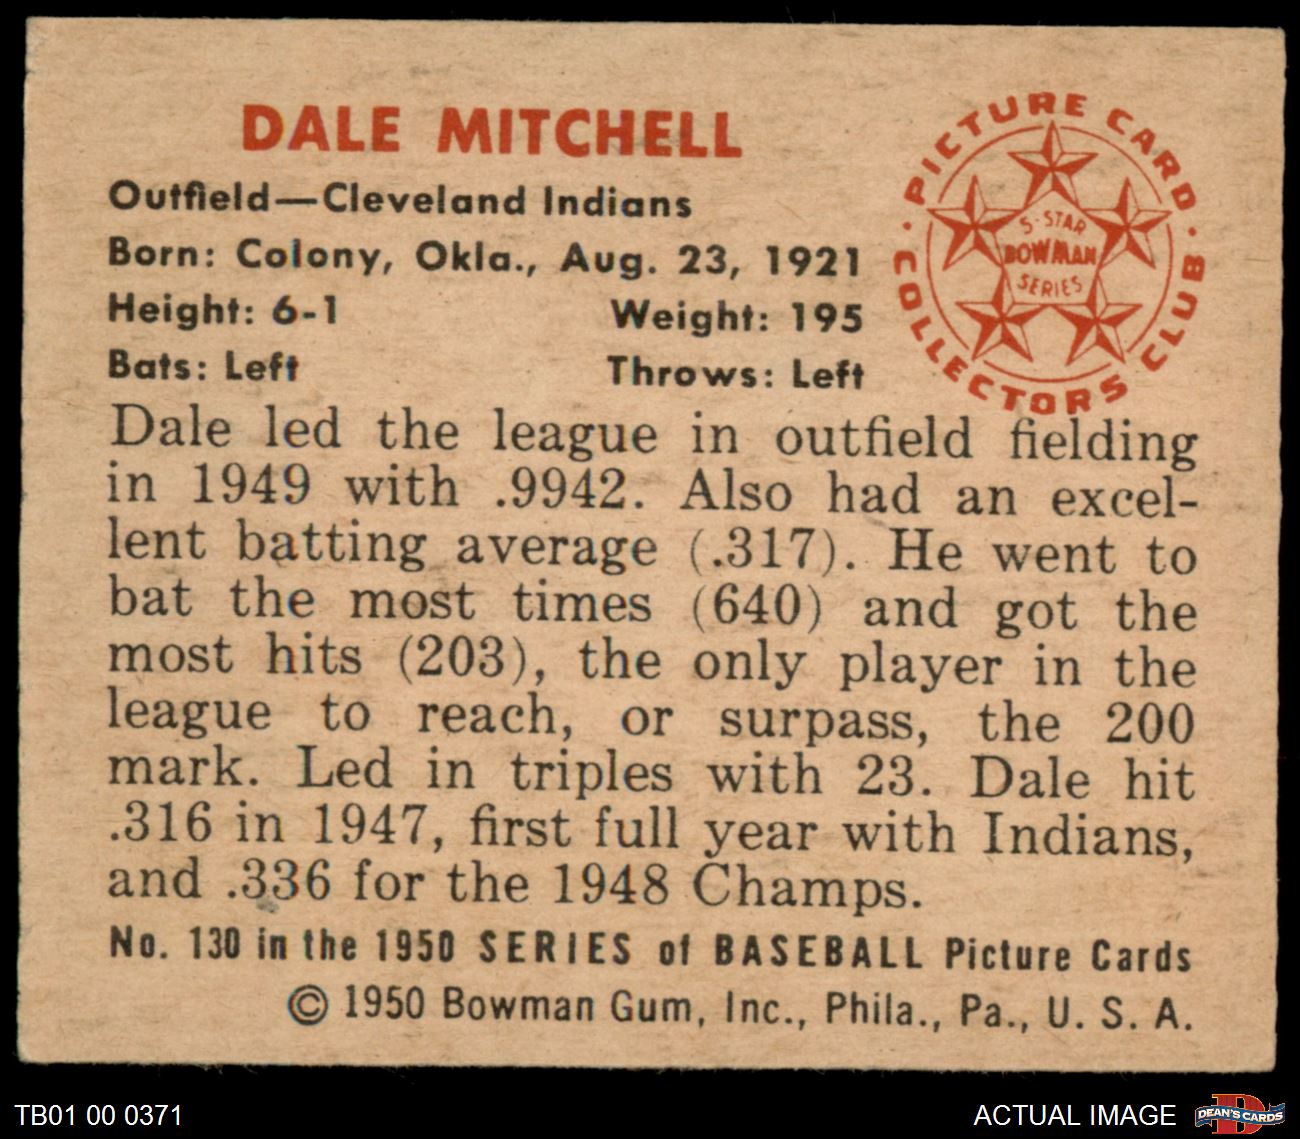 DALE MITCHELL
Outfield—Cleveland Indians
Born: Colony, Okla., Aug. 23, 1921
Height: 6-1 Weight: 195
Bats: Left Throws: Left
PICTURE CARD
COLLECTORS CLUB
5-STAR
BOWMAN
SERIES
Dale led the league in outfield fielding
in 1949 with .9942. Also had an excel-
lent batting average (.317). He went to
bat the most times (640) and got the
most hits (203), the only player in the
league to reach, or surpass, the 200
mark. Led in triples with 23. Dale hit
.316 in 1947, first full year with Indians,
and .336 for the 1948 Champs.
No. 130 in the 1950 SERIES of BASEBALL Picture Cards
© 1950 Bowman Gum, Inc., Phila., Pa., U. S. A.
TB01 00 0371
ACTUAL IMAGE
D
DEAN'S CARDS